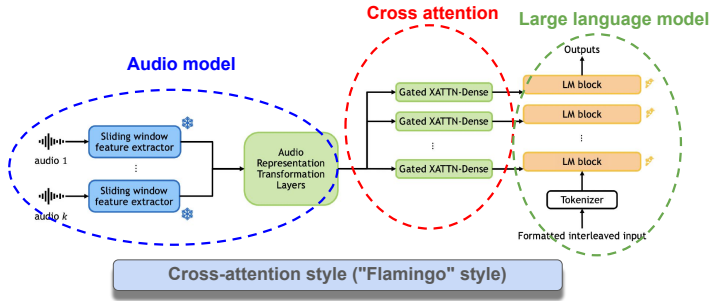 Cross attention
Large language model
Audio model
Outputs
Gated XATTN-Dense
LM block
Gated XATTN-Dense
LM block
Sliding window
feature extractor
audio 1
⋮
Audio
Representation
Transformation
Layers
⋮
⋮
Gated XATTN-Dense
LM block
Sliding window
feature extractor
audio k
Tokenizer
Formatted interleaved input
Cross-attention style ("Flamingo" style)